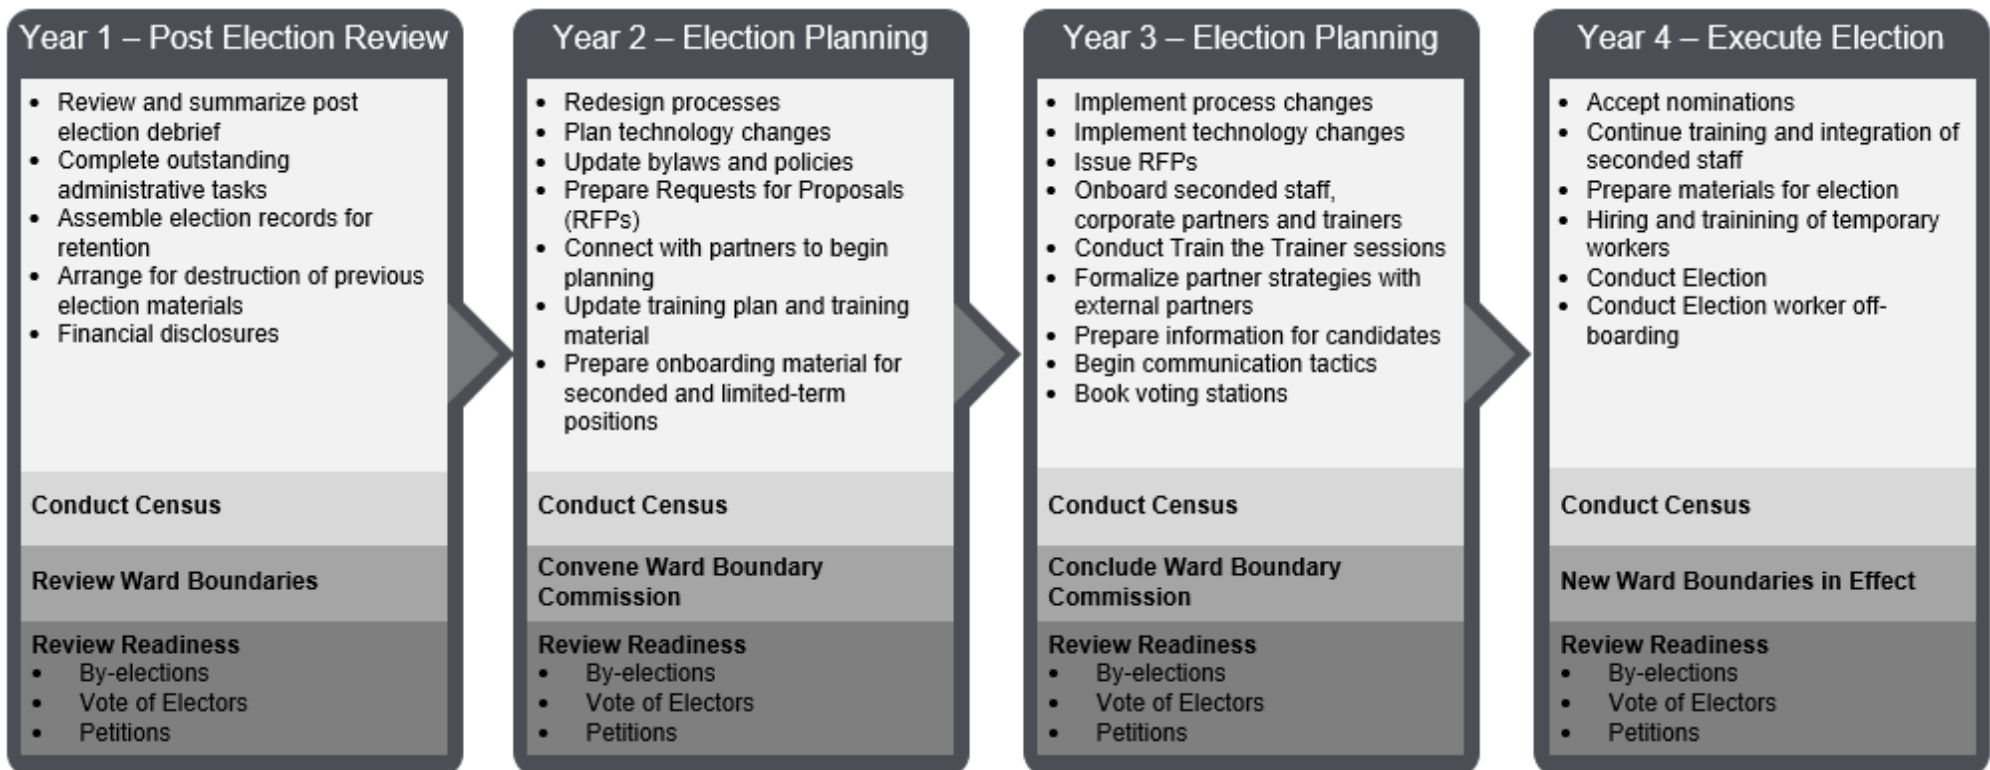 Year 1 – Post Election Review
• Review and summarize post
election debrief
• Complete outstanding
administrative tasks
• Assemble election records for
retention
• Arrange for destruction of previous
election materials
• Financial disclosures
Conduct Census
Review Ward Boundaries
Review Readiness
• By-elections
• Vote of Electors
• Petitions
Year 2 – Election Planning
• Redesign processes
• Plan technology changes
• Update bylaws and policies
• Prepare Requests for Proposals
(RFPs)
• Connect with partners to begin
planning
• Update training plan and training
material
• Prepare onboarding material for
seconded and limited-term
positions
Conduct Census
Convene Ward Boundary
Commission
Review Readiness
• By-elections
• Vote of Electors
• Petitions
Year 3 – Election Planning
• Implement process changes
• Implement technology changes
• Issue RFPs
• Onboard seconded staff,
corporate partners and trainers
• Conduct Train the Trainer sessions
• Formalize partner strategies with
external partners
• Prepare information for candidates
• Begin communication tactics
• Book voting stations
Conduct Census
Conclude Ward Boundary
Commission
Review Readiness
• By-elections
• Vote of Electors
• Petitions
Year 4 – Execute Election
• Accept nominations
• Continue training and integration of
seconded staff
• Prepare materials for election
• Hiring and trainining of temporary
workers
• Conduct Election
• Conduct Election worker off-
boarding
Conduct Census
New Ward Boundaries in Effect
Review Readiness
• By-elections
• Vote of Electors
• Petitions